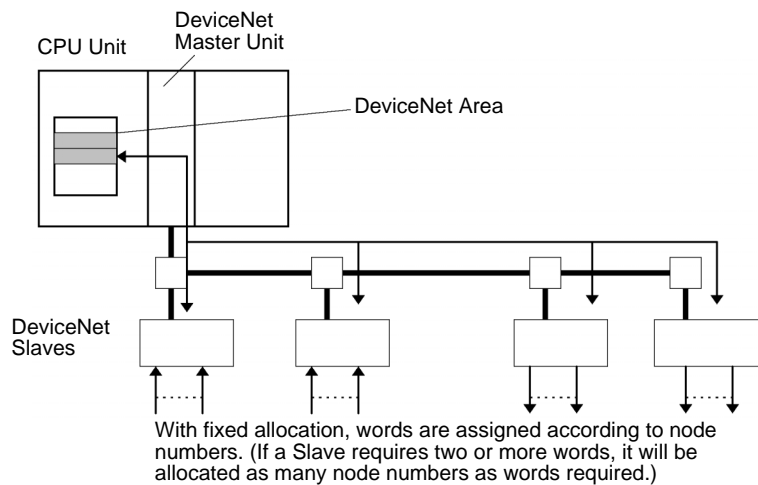 DeviceNet
Master Unit
CPU Unit
DeviceNet Area
DeviceNet
Slaves
With fixed allocation, words are assigned according to node
numbers. (If a Slave requires two or more words, it will be
allocated as many node numbers as words required.)